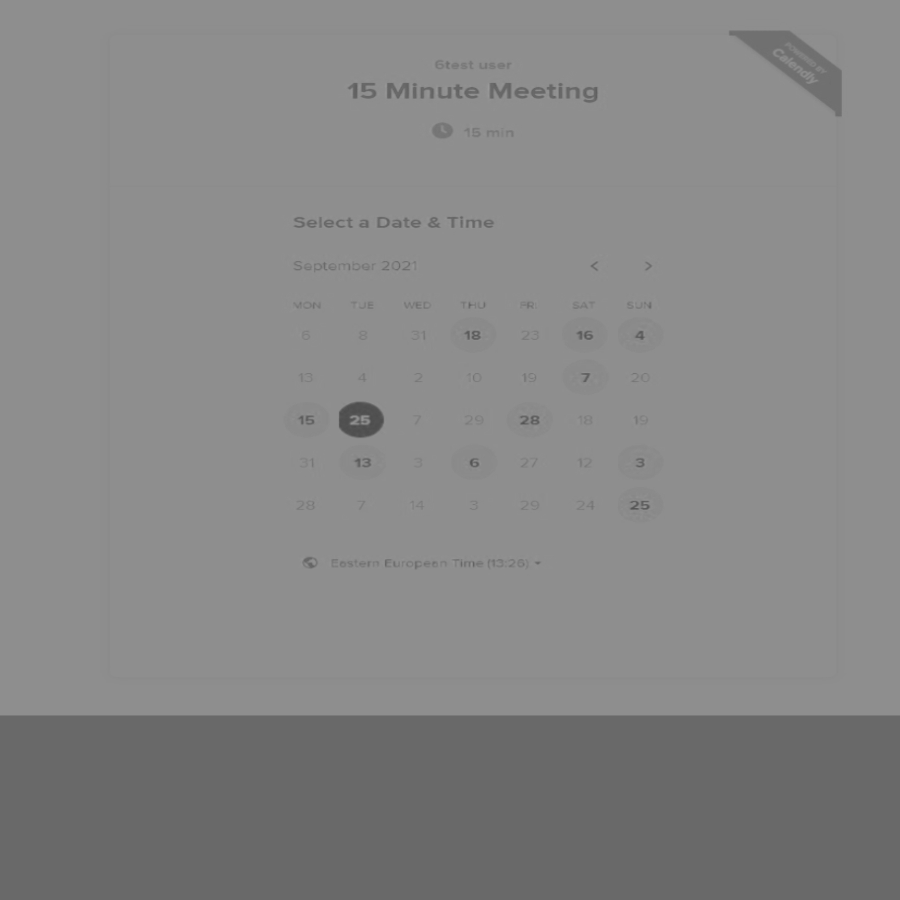 POWERED BY
Calendly
6test user
15 Minute Meeting
15 min
Select a Date & Time
September 2021 < >
MON TUE WED THU FRI SAT SUN
6 8 31 18 23 16 4
13 4 2 10 19 7 20
15 25 7 29 28 18 19
31 13 3 6 27 12 3
28 7 14 3 29 24 25
Eastern European Time (13:26)